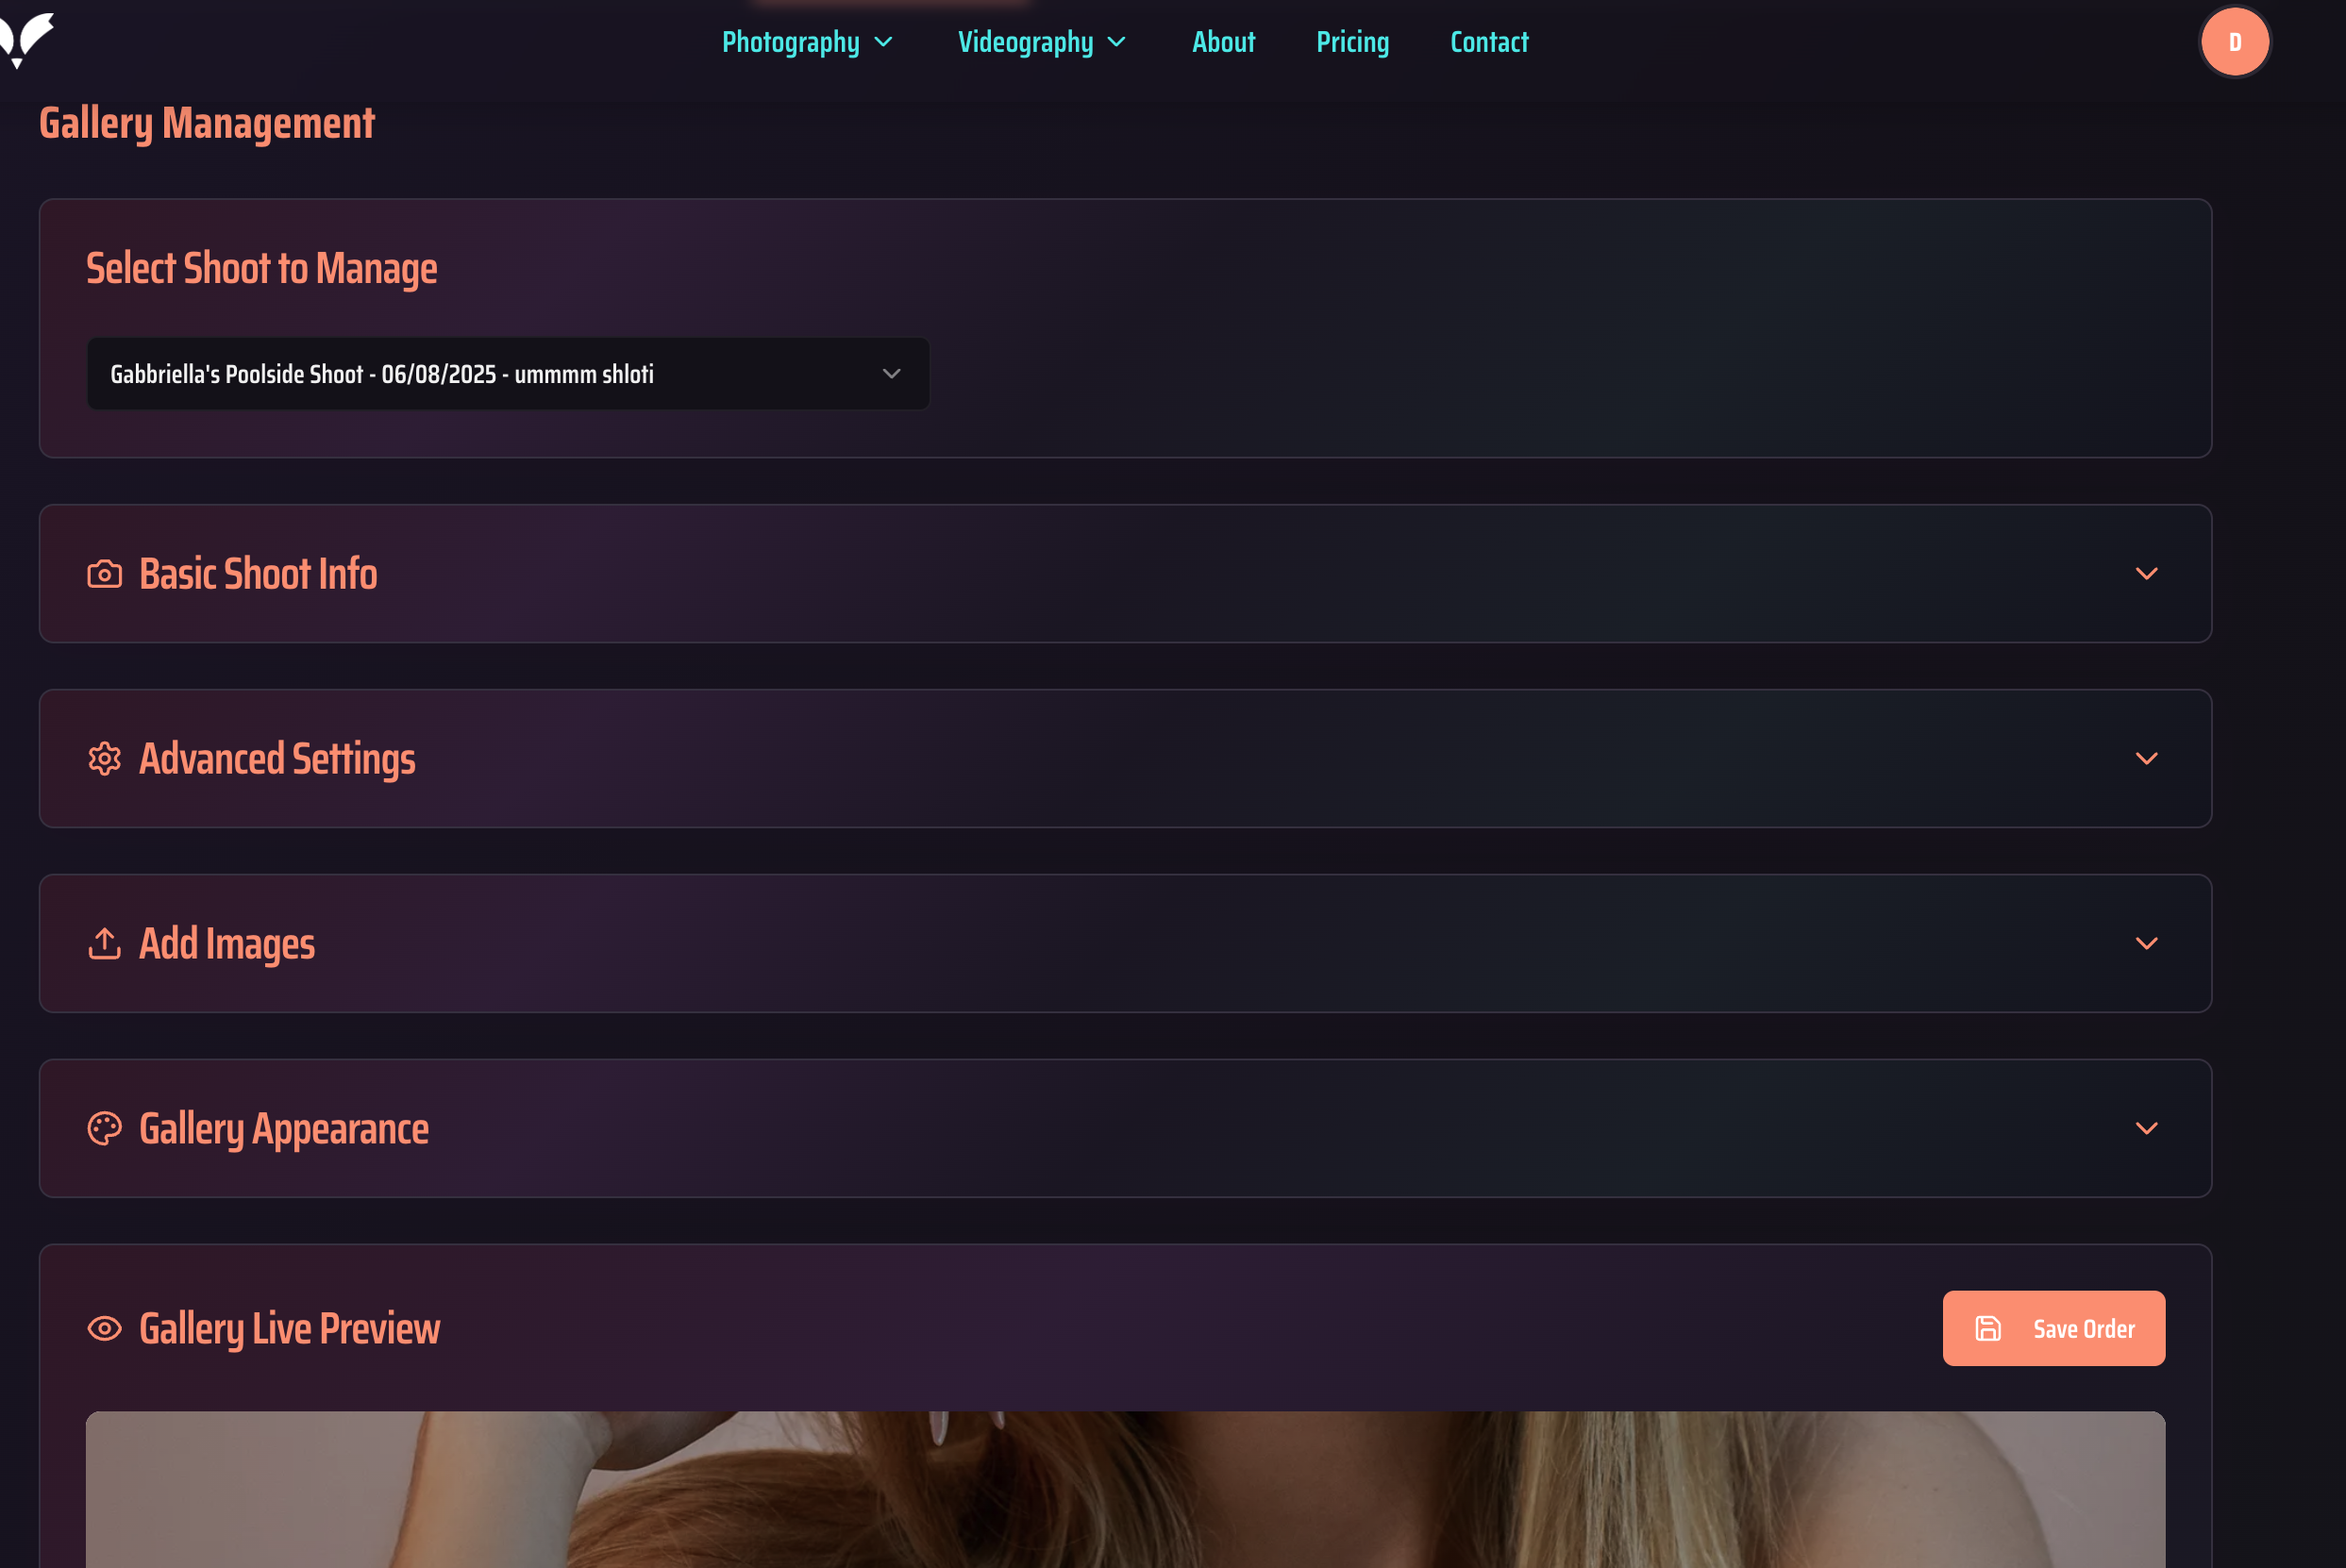 Photography
Videography
About
Pricing
Contact
D
Gallery Management
Select Shoot to Manage
Gabbriella's Poolside Shoot - 06/08/2025 - ummmm shloti
Basic Shoot Info
Advanced Settings
Add Images
Gallery Appearance
Gallery Live Preview
Save Order